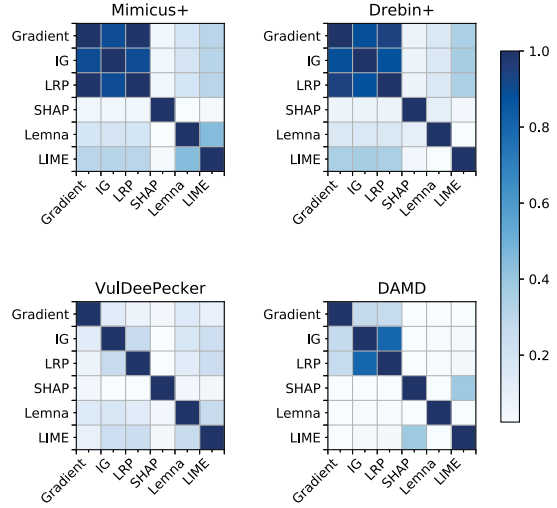 Mimicus+
Drebin+
Gradient
IG
LRP
SHAP
Lemna
LIME
Gradient
IG
LRP
SHAP
Lemna
LIME
Gradient
IG
LRP
SHAP
Lemna
LIME
Gradient
IG
LRP
SHAP
Lemna
LIME
1.0
0.8
0.6
0.4
0.2
VulDeePecker
DAMD
Gradient
IG
LRP
SHAP
Lemna
LIME
Gradient
IG
LRP
SHAP
Lemna
LIME
Gradient
IG
LRP
SHAP
Lemna
LIME
Gradient
IG
LRP
SHAP
Lemna
LIME